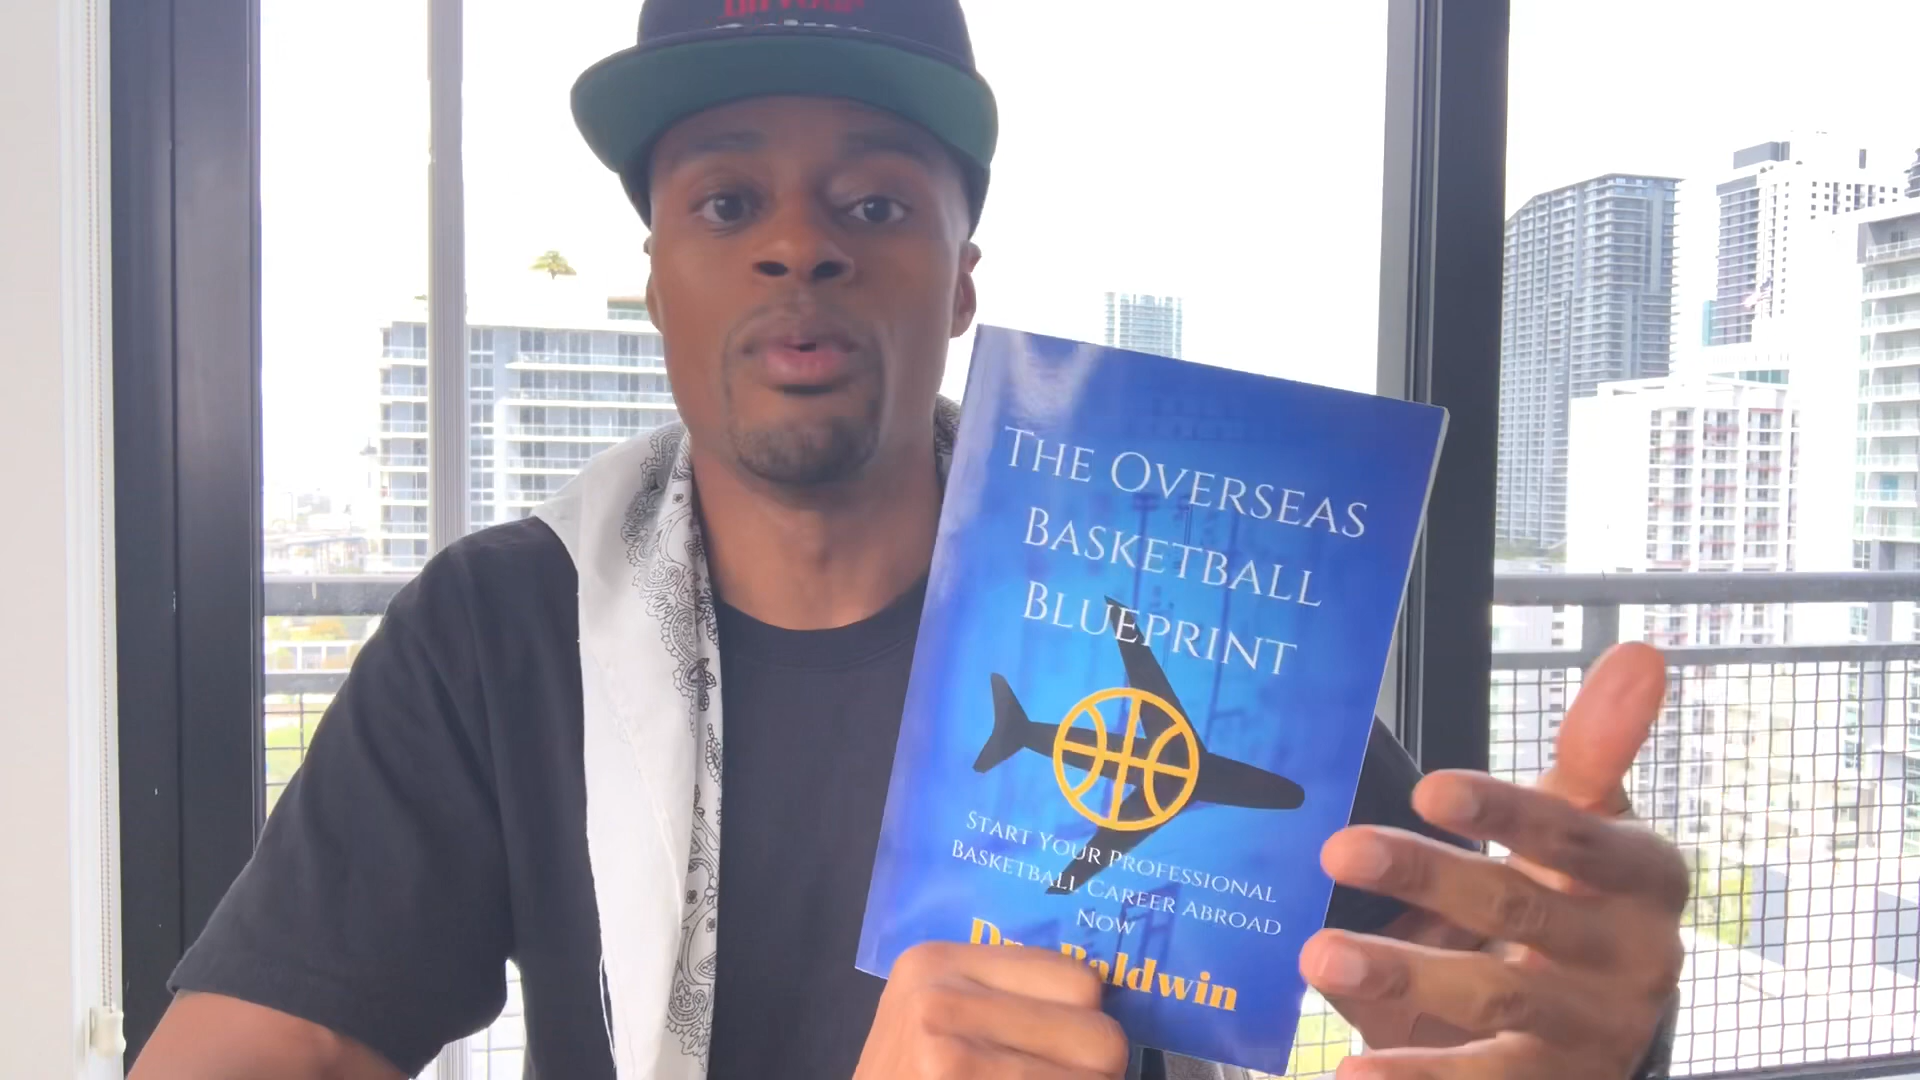 The Overseas
Basketball
Blueprint
Start Your Professional
Basketball Career Abroad
Now
Baldwin